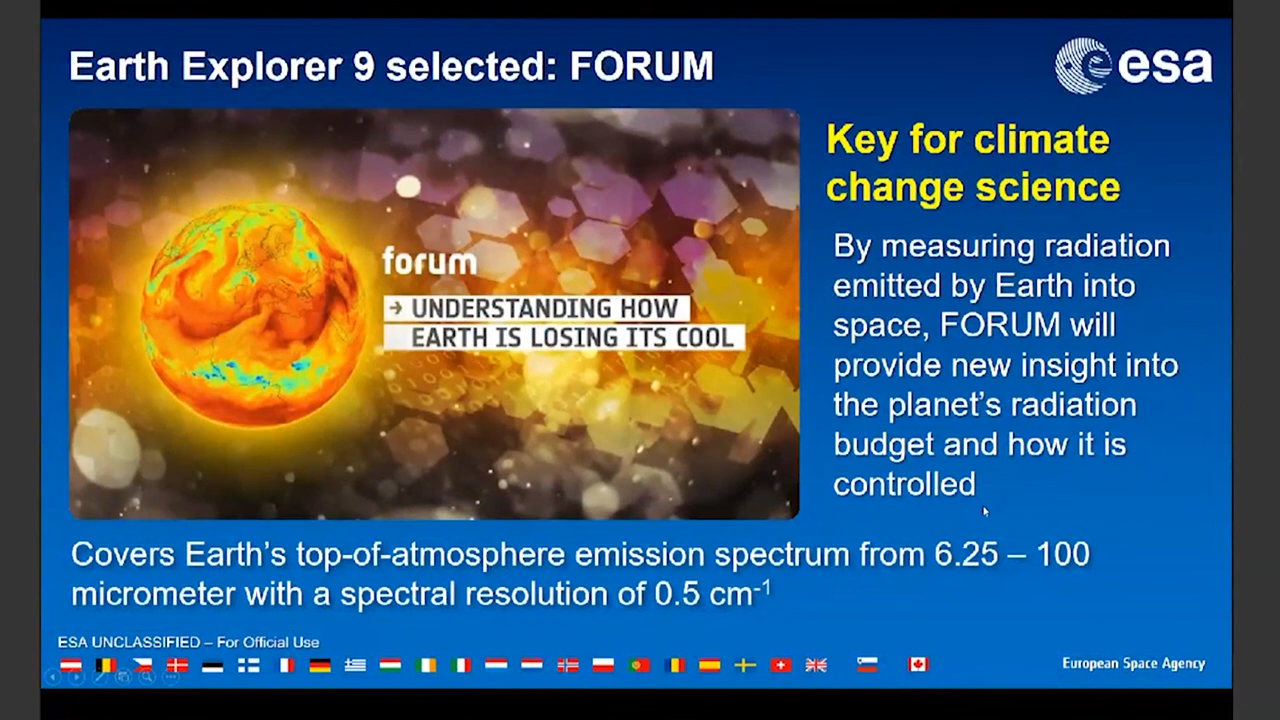 Earth Explorer 9 selected: FORUM
esa
forum
→ UNDERSTANDING HOW
EARTH IS LOSING ITS COOL
Key for climate
change science
By measuring radiation
emitted by Earth into
space, FORUM will
provide new insight into
the planet’s radiation
budget and how it is
controlled
Covers Earth’s top-of-atmosphere emission spectrum from 6.25 – 100
micrometer with a spectral resolution of 0.5 cm⁻¹
ESA UNCLASSIFIED – For Official Use
European Space Agency